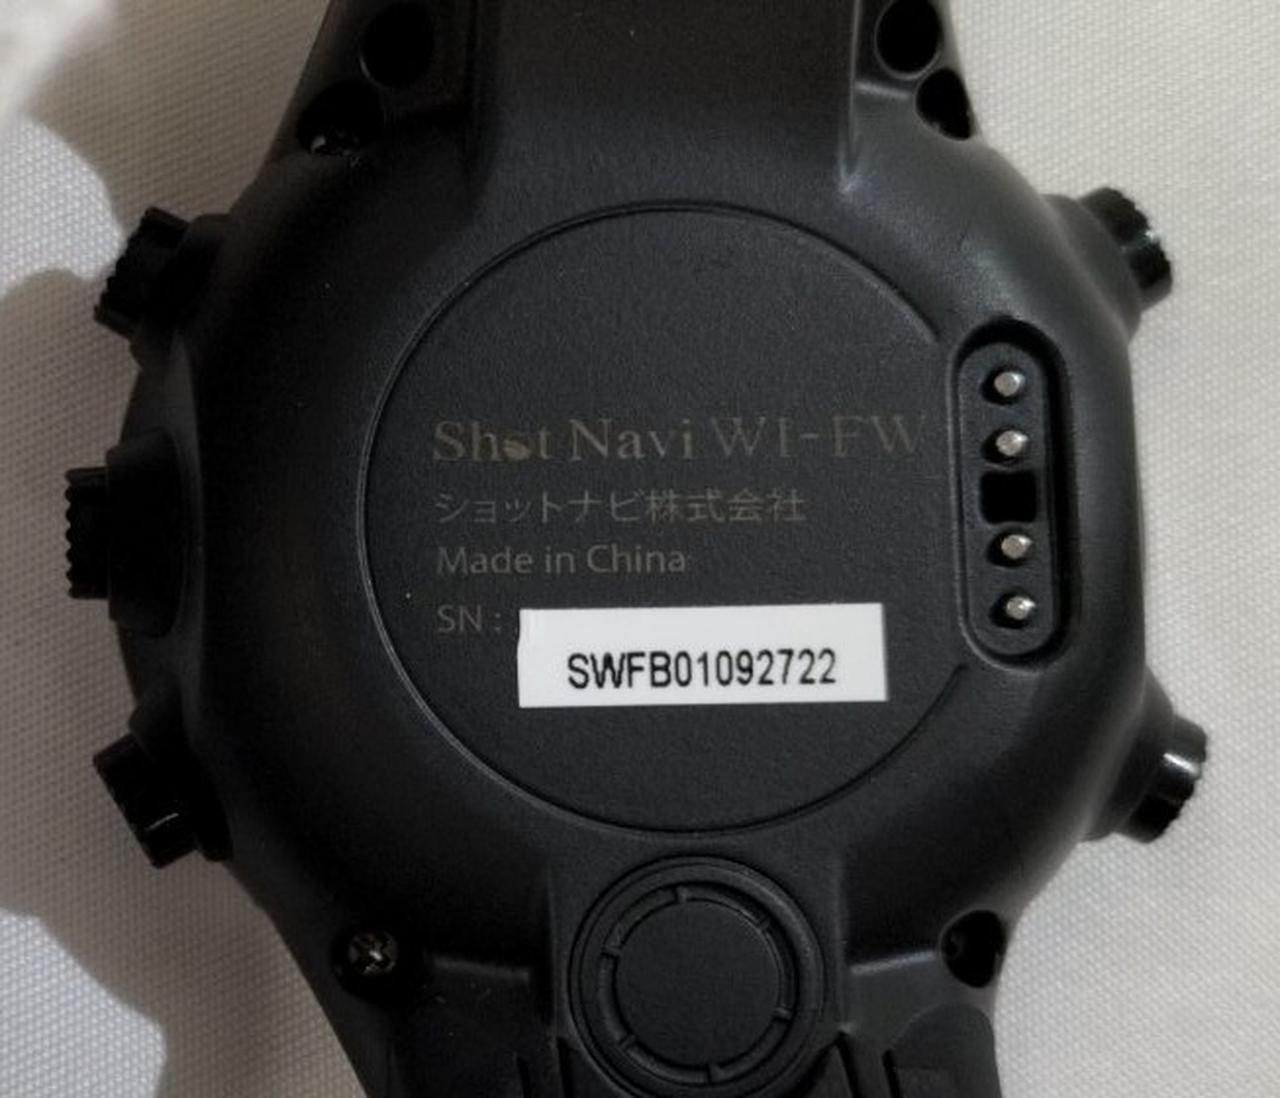 Shot Navi W1-FW
ショットナビ株式会社
Made in China
SN :
SWFB01092722